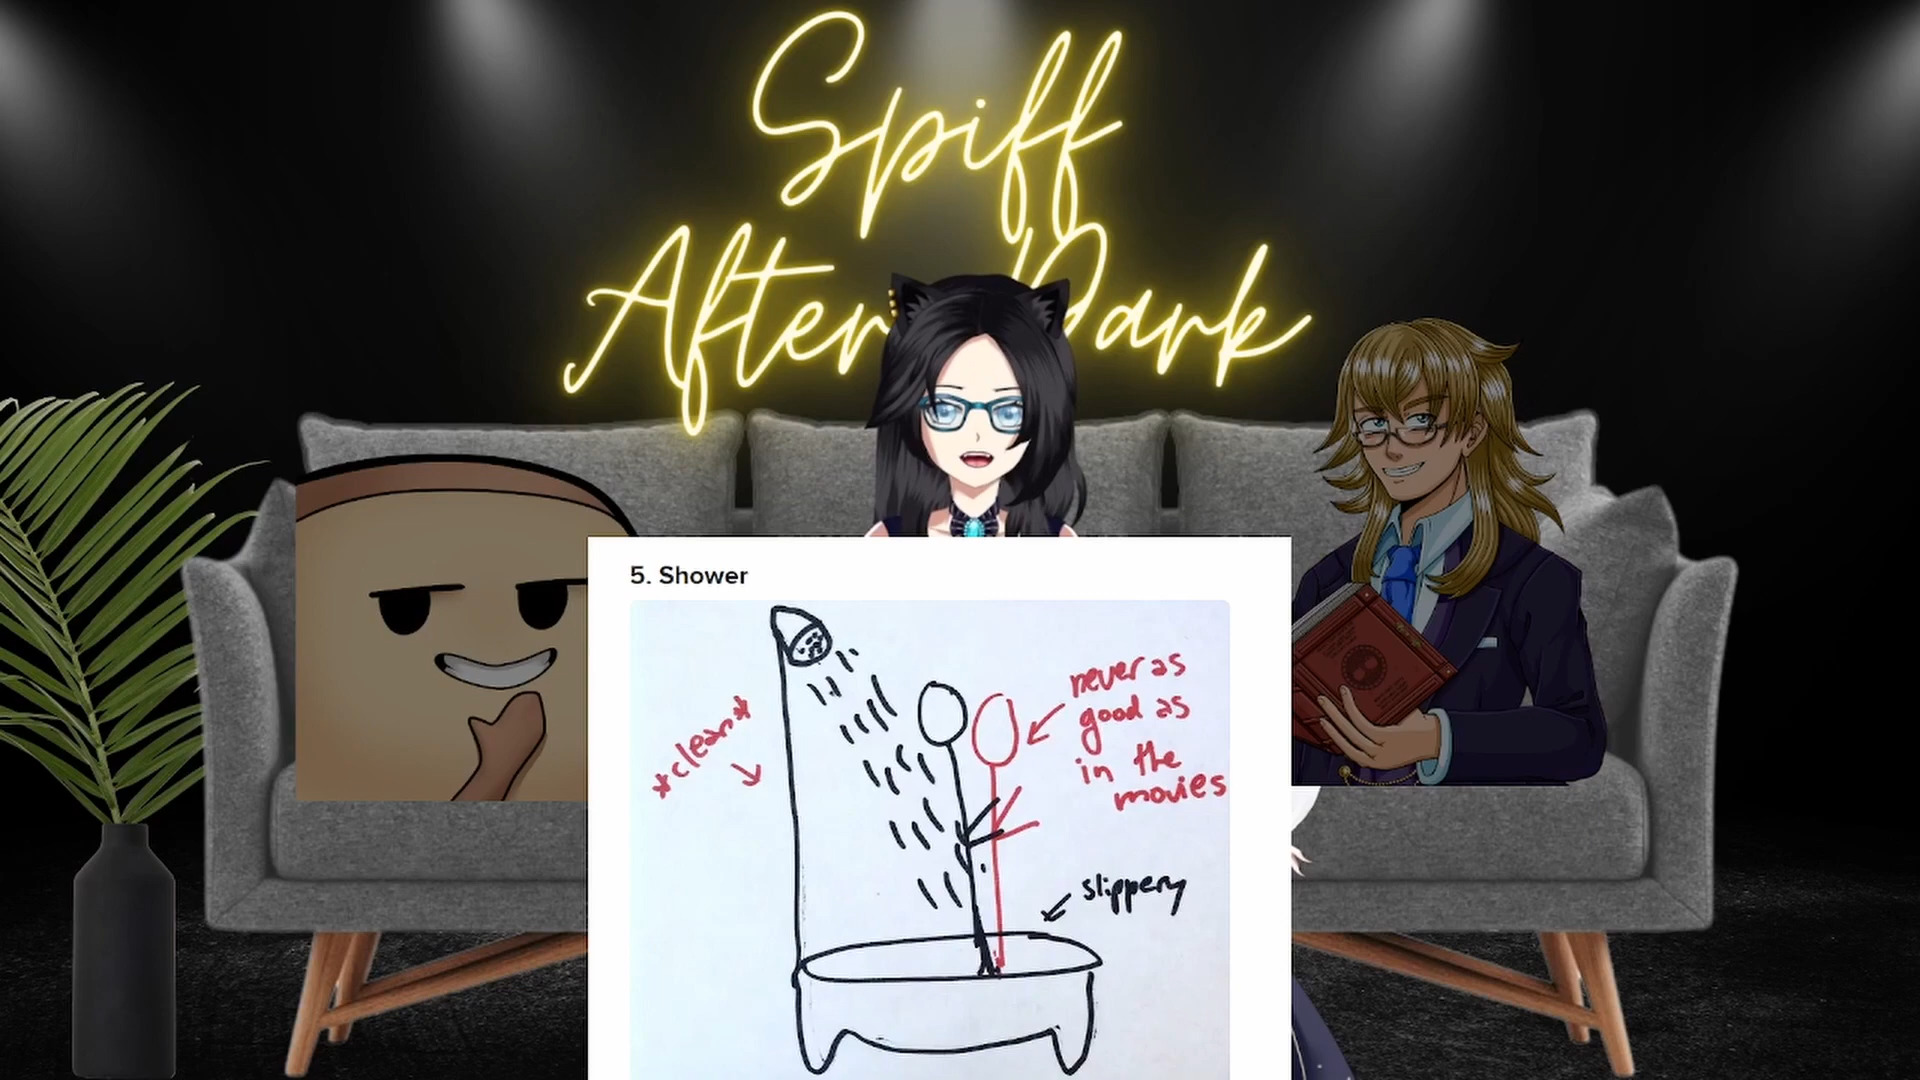 Spiff
After Dark
5. Shower
never as
good as
in the
movies
*clean*
slippery